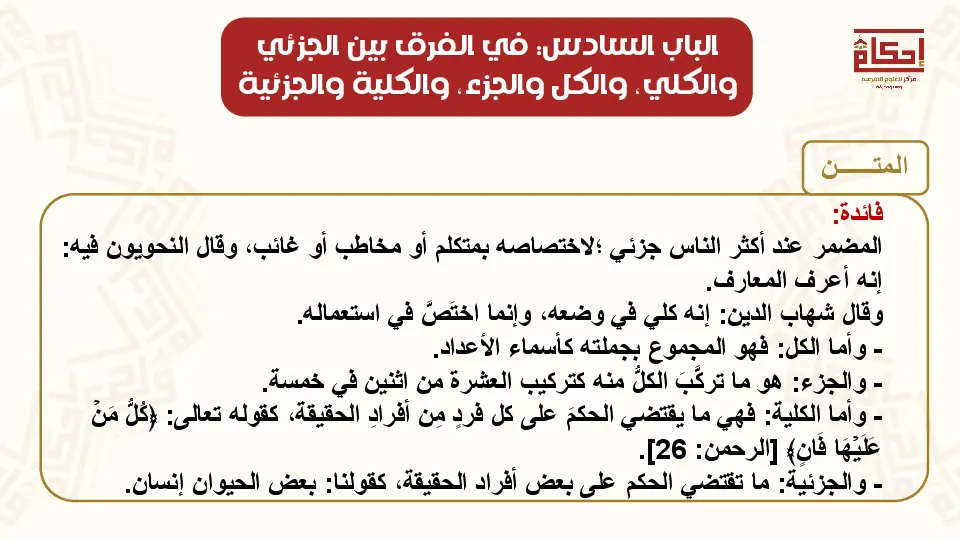 الباب السادس: في الفرق بين الجزئي
والكلي، والكل والجزء، والكلية والجزئية
إحكام
مركز للعلوم الشرعية
المتـــــــن
فائدة:
المضمر عند أكثر الناس جزئي ؛لاختصاصه بمتكلم أو مخاطب أو غائب، وقال النحويون فيه:
إنه أعرف المعارف.
وقال شهاب الدين: إنه كلي في وضعه، وإنما اختَصَّ في استعماله.
- وأما الكل: فهو المجموع بجملته كأسماء الأعداد.
- والجزء: هو ما تركَّبَ الكلُّ منه كتركيب العشرة من اثنين في خمسة.
- وأما الكلية: فهي ما يقتضي الحكمَ على كل فردٍ مِن أفرادِ الحقيقة، كقوله تعالى: ﴿كُلُّ مَنۡ
عَلَيۡهَا فَانٍ﴾ [الرحمن: 26].
- والجزئية: ما تقتضي الحكم على بعض أفراد الحقيقة، كقولنا: بعض الحيوان إنسان.